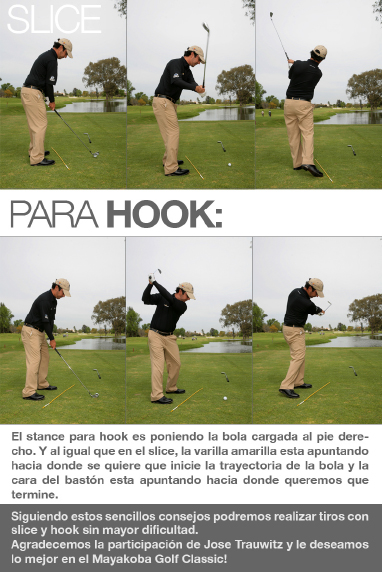 SLICE
PARA HOOK:
El stance para hook es poniendo la bola cargada al pie dere-
cho. Y al igual que en el slice, la varilla amarilla esta apuntando
hacia donde se quiere que inicie la trayectoria de la bola y la
cara del bastón esta apuntando hacia donde queremos que
termine.
Siguiendo estos sencillos consejos podremos realizar tiros con
slice y hook sin mayor dificultad.
Agradecemos la participación de Jose Trauwitz y le deseamos
lo mejor en el Mayakoba Golf Classic!